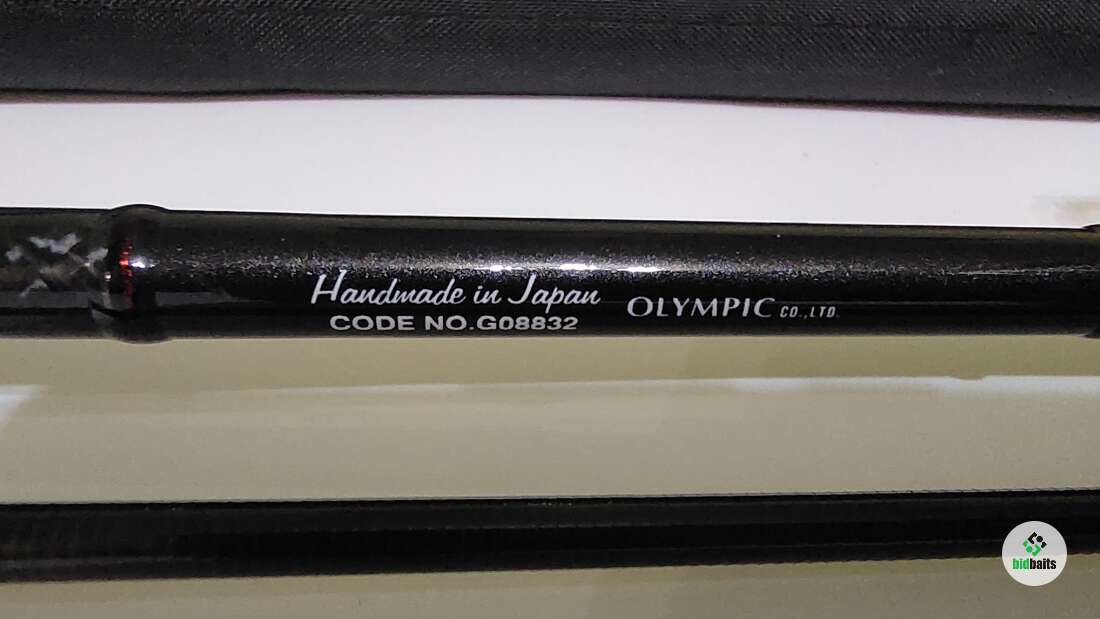 Handmade in Japan
CODE NO.G08832
OLYMPIC CO.,LTD.
bidbaits